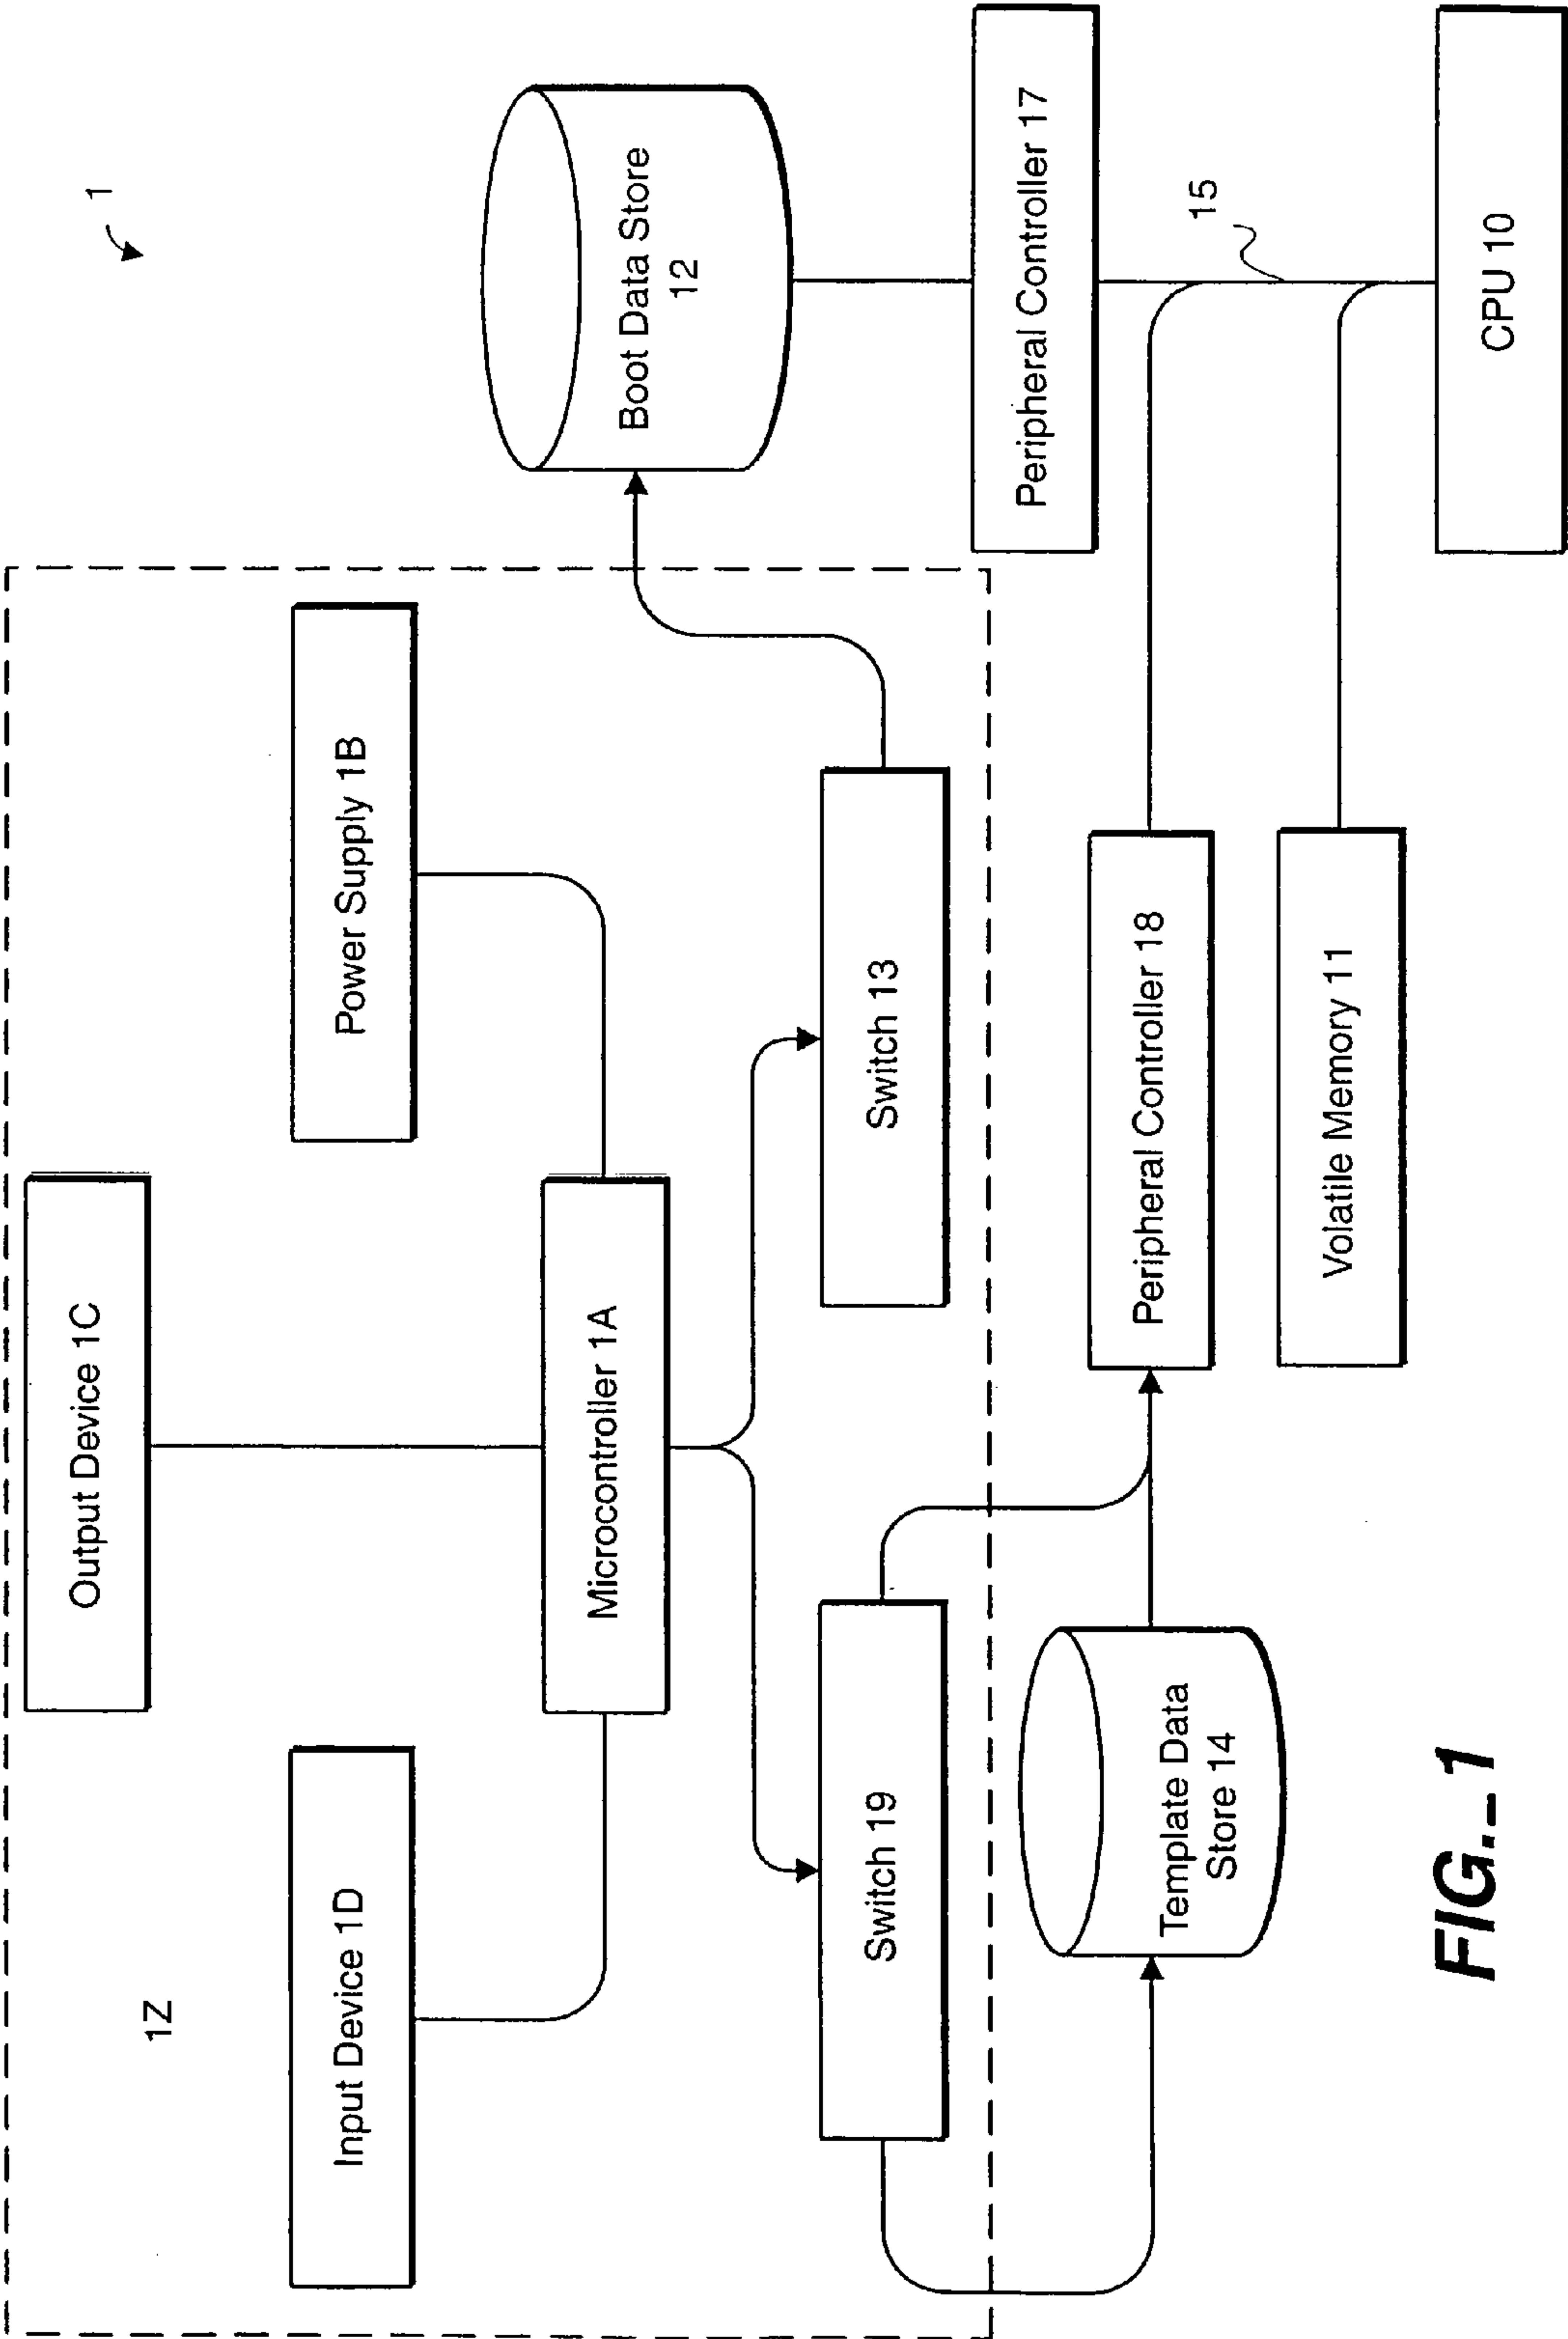 1
1Z
Output Device 1C
Input Device 1D
Power Supply 1B
Microcontroller 1A
Boot Data Store
12
Switch 19
Switch 13
Peripheral Controller 17
Template Data
Store 14
Peripheral Controller 18
15
Volatile Memory 11
CPU 10
FIG._1